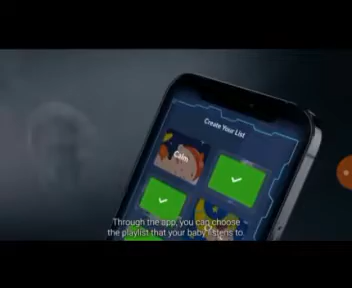 Create Your List
Calm
Through the app, you can choose
the playlist that your baby listens to.